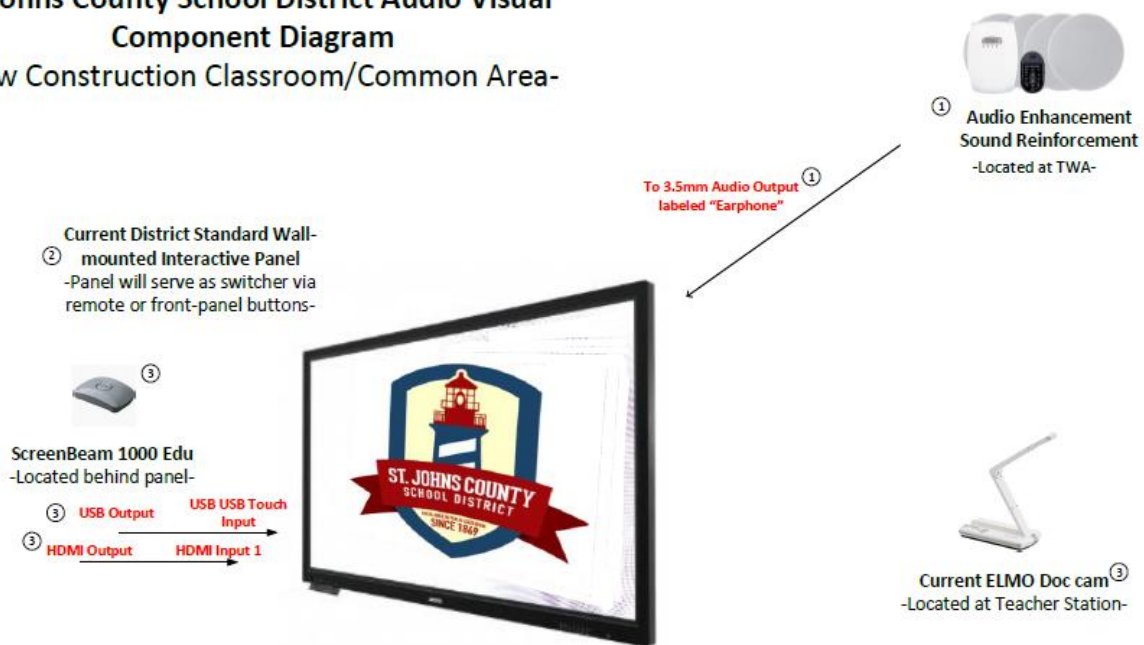 ohns County School District Audio Visual
Component Diagram
w Construction Classroom/Common Area-
①
Audio Enhancement
Sound Reinforcement
-Located at TWA-
To 3.5mm Audio Output ①
labeled “Earphone”
Current District Standard Wall-
② mounted Interactive Panel
-Panel will serve as switcher via
remote or front-panel buttons-
③
ScreenBeam 1000 Edu
-Located behind panel-
③ USB Output
USB USB Touch
Input
③ HDMI Output
HDMI Input 1
ST. JOHNS COUNTY
SCHOOL DISTRICT
SINCE 1869
Current ELMO Doc cam ③
-Located at Teacher Station-